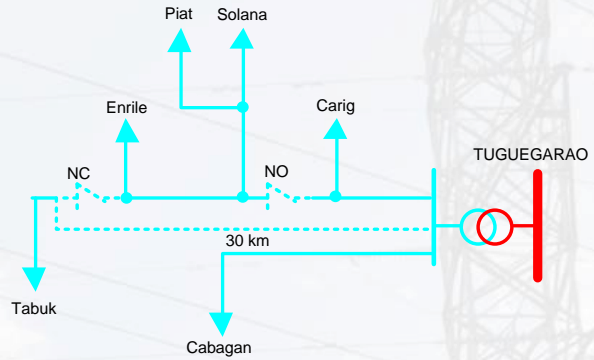 Piat
Solana
Enrile
Carig
TUGUEGARAO
NC
NO
30 km
Tabuk
Cabagan